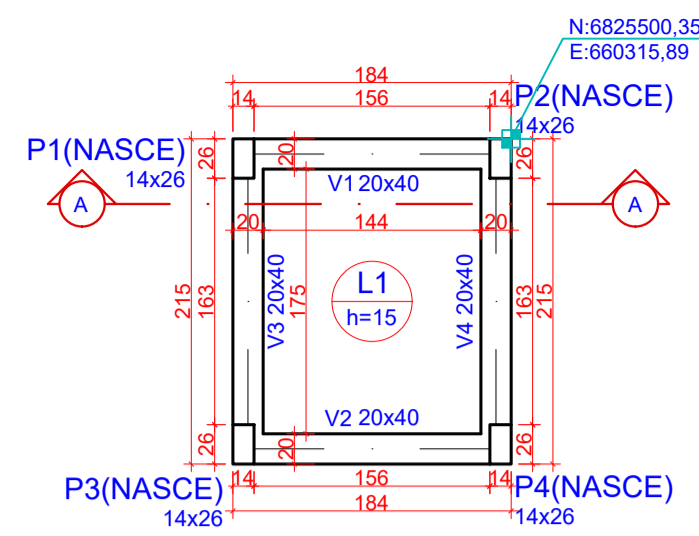 N:6825500,35
E:660315,89
184
14 156 14
P2(NASCE)
14x26
P1(NASCE)
14x26
26 20 26
V1 20x40
A A
20 144 20
215 163 V3 20x40 175 L1 V4 20x40 163 215
h=15
V2 20x40
26 20 26
P3(NASCE) 14 156 14 P4(NASCE)
14x26 184 14x26